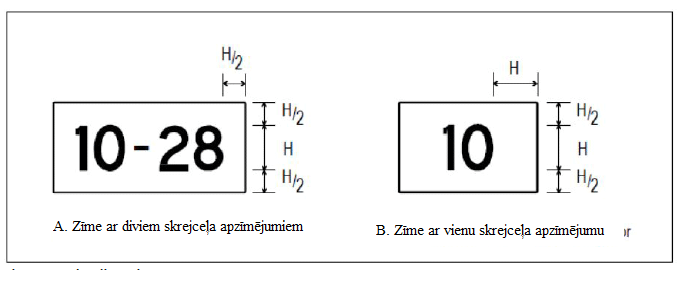 H/2
H
H/2
H
H/2
10-28
H/2
H
H/2
10
A. Zīme ar diviem skrejceļa apzīmējumiem
B. Zīme ar vienu skrejceļa apzīmējumu